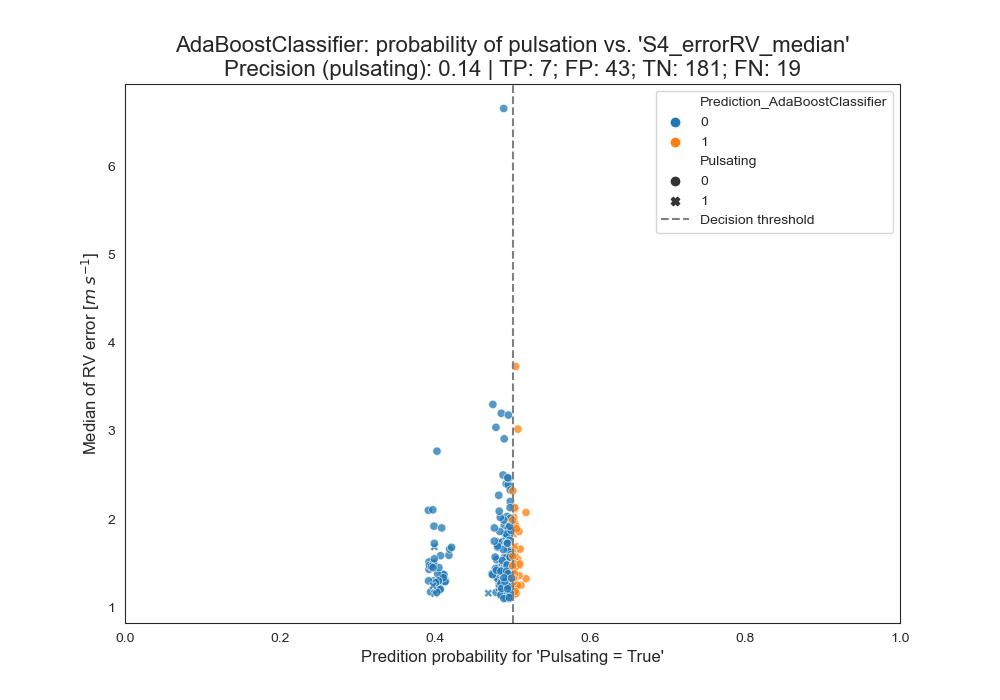 AdaBoostClassifier: probability of pulsation vs. 'S4_errorRV_median'
Precision (pulsating): 0.14 | TP: 7; FP: 43; TN: 181; FN: 19
Prediction_AdaBoostClassifier
0
1
Pulsating
0
1
Decision threshold
Median of RV error [m s⁻¹]
6
5
4
3
2
1
0.0 0.2 0.4 0.6 0.8 1.0
Predition probability for 'Pulsating = True'